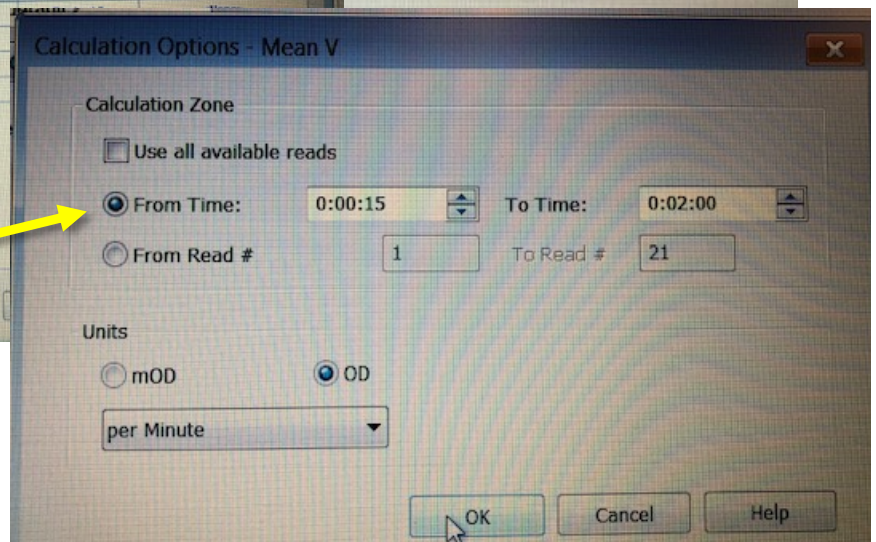 Calculation Options - Mean V
Calculation Zone
Use all available reads
From Time: 0:00:15 To Time: 0:02:00
From Read # 1 To Read # 21
Units
mOD OD
per Minute
OK Cancel Help